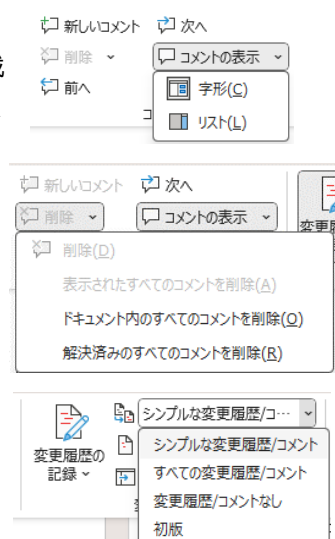 新しいコメント 次へ
削除 コメントの表示
前へ 字形(C)
リスト(L)
新しいコメント 次へ
削除 コメントの表示
変更
削除(D)
表示されたすべてのコメントを削除(A)
ドキュメント内のすべてのコメントを削除(O)
解決済みのすべてのコメントを削除(R)
シンプルな変更履歴/コ…
変更履歴の
記録
シンプルな変更履歴/コメント
すべての変更履歴/コメント
変更履歴/コメントなし
初版